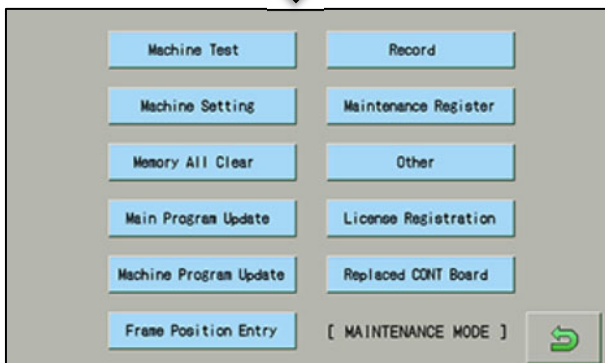 Machine Test
Record
Machine Setting
Maintenance Register
Memory All Clear
Other
Main Program Update
License Registration
Machine Program Update
Replaced CONT Board
Frame Position Entry
[ MAINTENANCE MODE ]